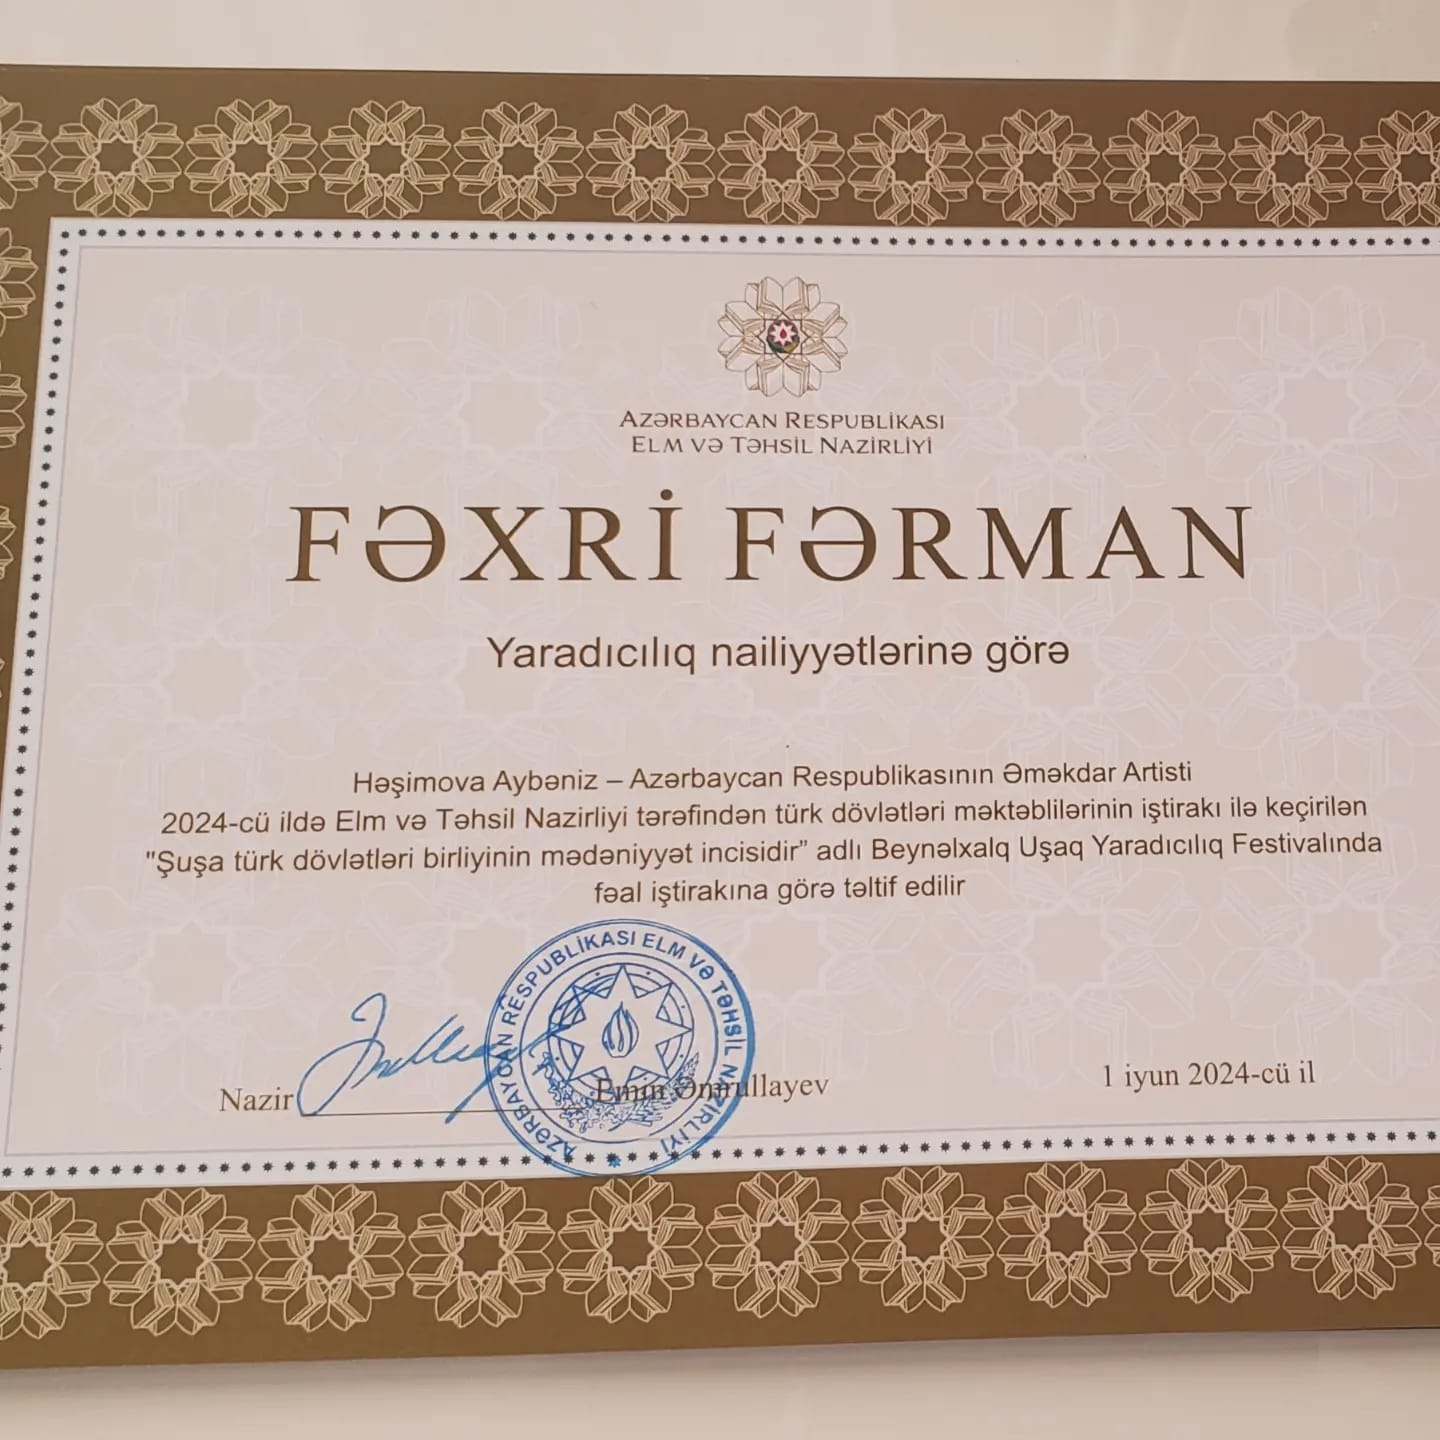 AZƏRBAYCAN RESPUBLİKASI
ELM VƏ TƏHSİL NAZİRLİYİ
FƏXRİ FƏRMAN
Yaradıcılıq nailiyyətlərinə görə
Həşimova Aybəniz – Azərbaycan Respublikasının Əməkdar Artisti
2024-cü ildə Elm və Təhsil Nazirliyi tərəfindən türk dövlətləri məktəblilərinin iştirakı ilə keçirilən
"Şuşa türk dövlətləri birliyinin mədəniyyət incisidir” adlı Beynəlxalq Uşaq Yaradıcılıq Festivalında
fəal iştirakına görə təltif edilir
AZƏRBAYCAN RESPUBLİKASI ELM VƏ TƏHSİL NAZİRLİYİ
Nazir Emin Əmrullayev
1 iyun 2024-cü il